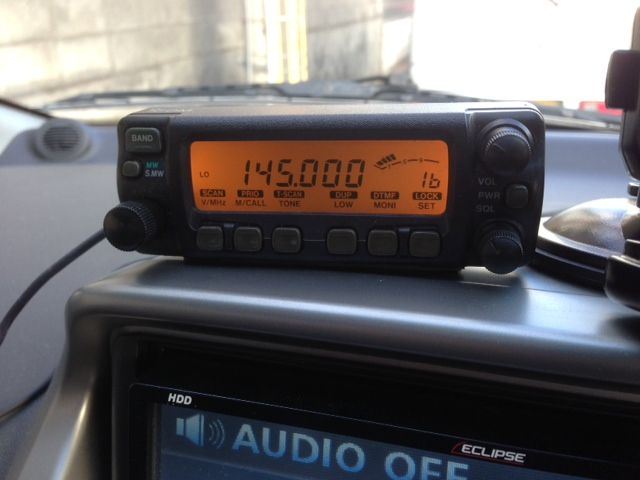 BAND
MW
S.MW
LO
145.000
16
SCAN PRIO T-SCAN DUP DTMF LOCK
V/MHz M/CALL TONE LOW MONI SET
VOL
PWR
SQL
HDD
AUDIO OFF
ECLIPSE